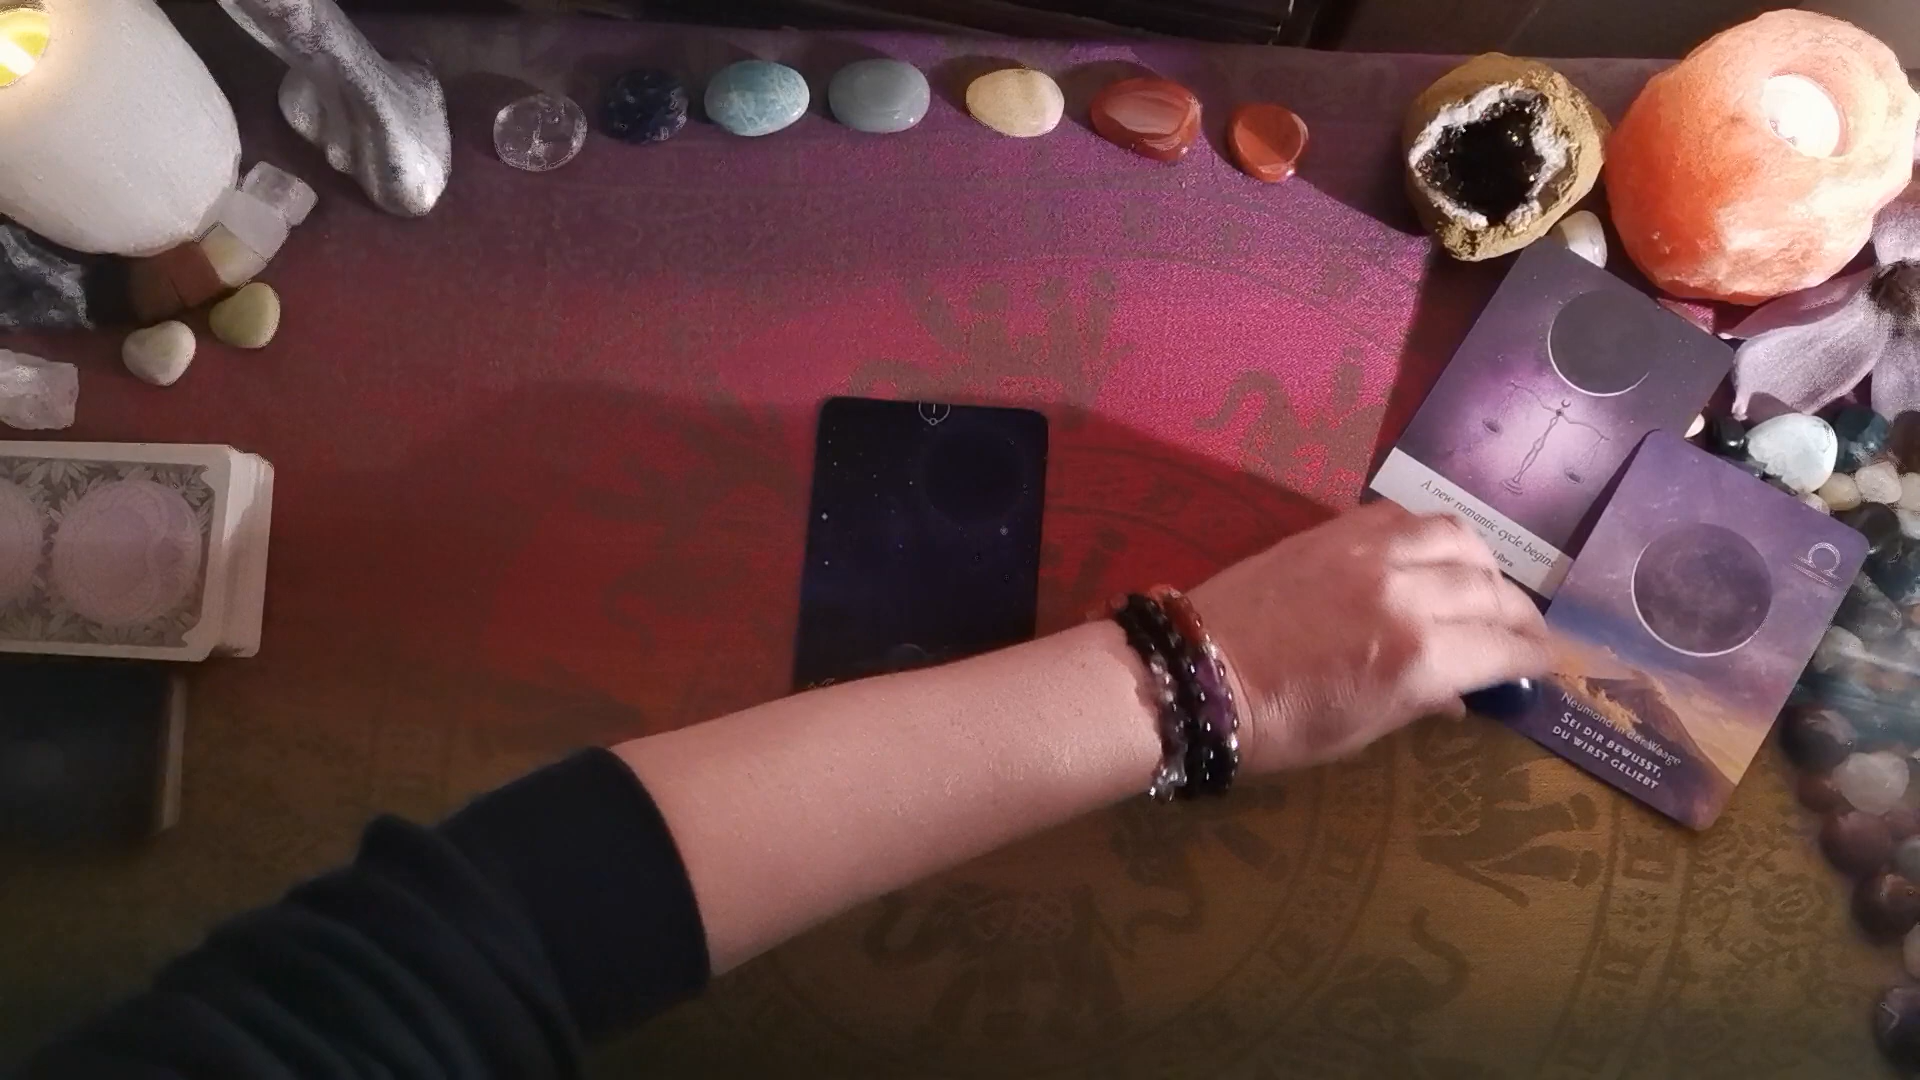 A new romantic cycle begins.
Libra
Neumond in der Waage
SEI DIR BEWUSST,
DU WIRST GELIEBT